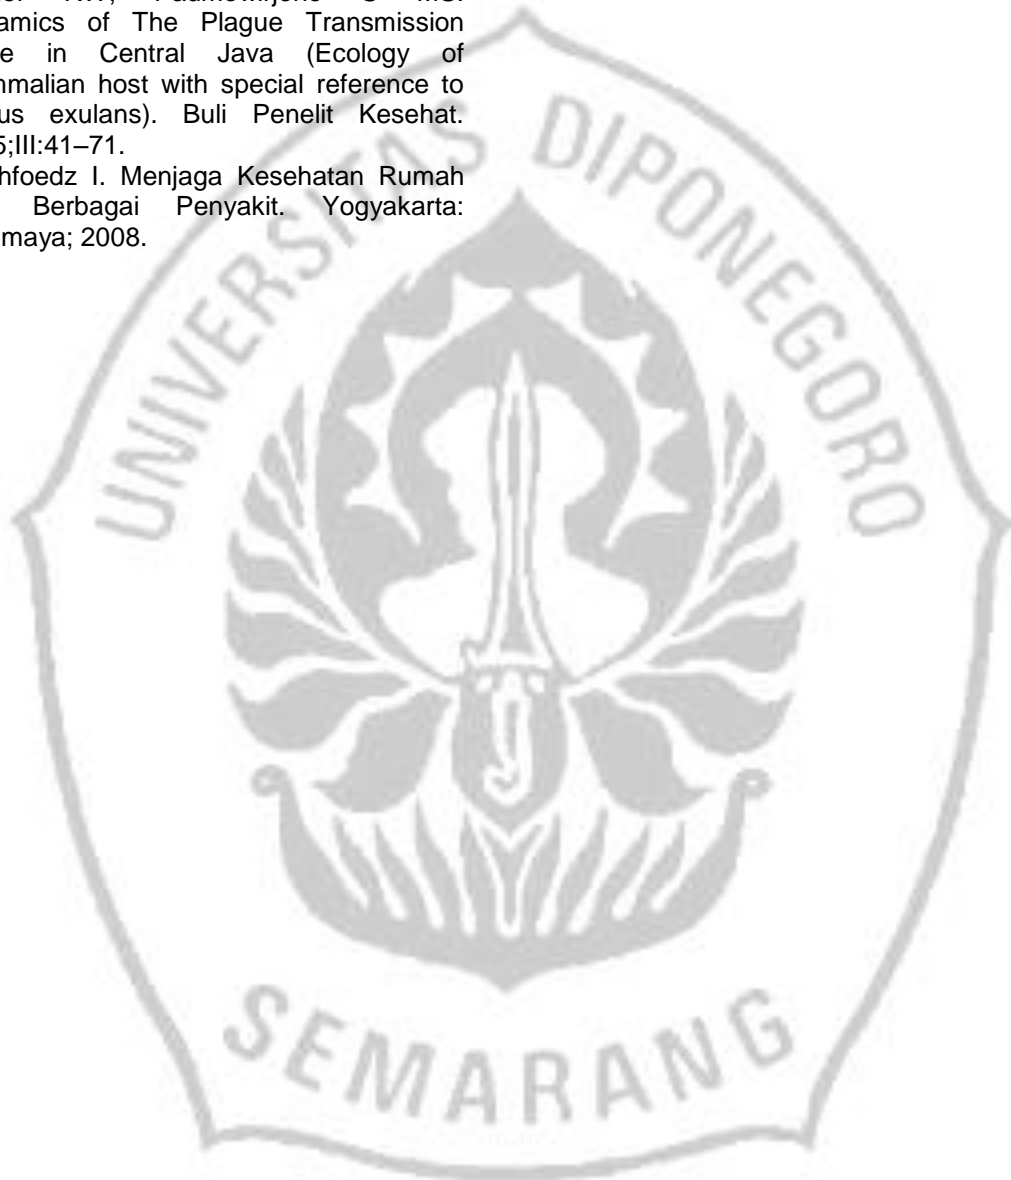 amics of The Plague Transmission
e in Central Java (Ecology of
malian host with special reference to
us exulans). Buli Penelit Kesehat.
5;III:41–71.
hfoedz I. Menjaga Kesehatan Rumah
Berbagai Penyakit. Yogyakarta:
maya; 2008.
UNIVERSITAS DIPONEGORO
SEMARANG